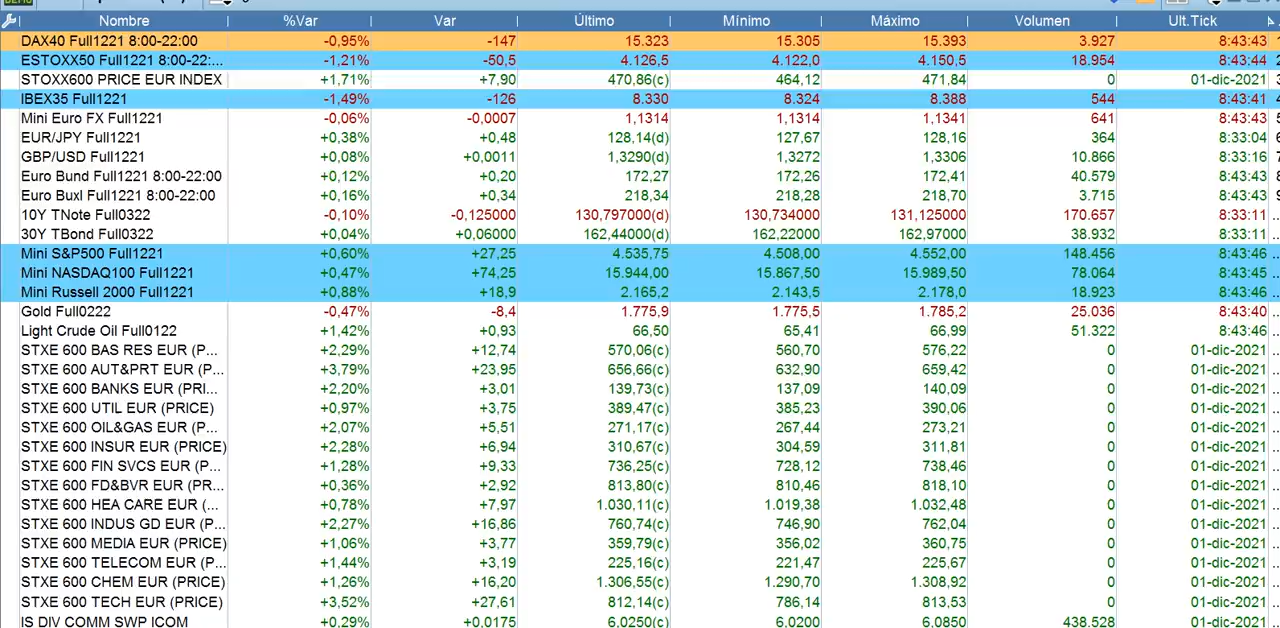 DEMO
Nombre %Var Var Último Mínimo Máximo Volumen Ult.Tick
DAX40 Full1221 8:00-22:00 -0,95% -147 15.323 15.305 15.393 3.927 8:43:43
ESTOXX50 Full1221 8:00-22:... -1,21% -50,5 4.126,5 4.122,0 4.150,5 18.954 8:43:44
STOXX600 PRICE EUR INDEX +1,71% +7,90 470,86(c) 464,12 471,84 0 01-dic-2021
IBEX35 Full1221 -1,49% -126 8.330 8.324 8.388 544 8:43:41
Mini Euro FX Full1221 -0,06% -0,0007 1,1314 1,1314 1,1341 641 8:43:43
EUR/JPY Full1221 +0,38% +0,48 128,14(d) 127,67 128,16 364 8:33:04
GBP/USD Full1221 +0,08% +0,0011 1,3290(d) 1,3272 1,3306 10.866 8:33:16
Euro Bund Full1221 8:00-22:00 +0,12% +0,20 172,27 172,26 172,41 40.579 8:43:43
Euro Buxl Full1221 8:00-22:00 +0,16% +0,34 218,34 218,28 218,70 3.715 8:43:43
10Y TNote Full0322 -0,10% -0,125000 130,797000(d) 130,734000 131,125000 170.657 8:33:11
30Y TBond Full0322 +0,04% +0,06000 162,44000(d) 162,22000 162,97000 38.932 8:33:11
Mini S&P500 Full1221 +0,60% +27,25 4.535,75 4.508,00 4.552,00 148.456 8:43:46
Mini NASDAQ100 Full1221 +0,47% +74,25 15.944,00 15.867,50 15.989,50 78.064 8:43:45
Mini Russell 2000 Full1221 +0,88% +18,9 2.165,2 2.143,5 2.178,0 18.923 8:43:46
Gold Full0222 -0,47% -8,4 1.775,9 1.775,5 1.785,2 25.036 8:43:40
Light Crude Oil Full0122 +1,42% +0,93 66,50 65,41 66,99 51.322 8:43:46
STXE 600 BAS RES EUR (P... +2,29% +12,74 570,06(c) 560,70 576,22 0 01-dic-2021
STXE 600 AUT&PRT EUR (P... +3,79% +23,95 656,66(c) 632,90 659,42 0 01-dic-2021
STXE 600 BANKS EUR (PRI... +2,20% +3,01 139,73(c) 137,09 140,09 0 01-dic-2021
STXE 600 UTIL EUR (PRICE) +0,97% +3,75 389,47(c) 385,23 390,06 0 01-dic-2021
STXE 600 OIL&GAS EUR (P... +2,07% +5,51 271,17(c) 267,44 273,21 0 01-dic-2021
STXE 600 INSUR EUR (PRICE) +2,28% +6,94 310,67(c) 304,59 311,81 0 01-dic-2021
STXE 600 FIN SVCS EUR (P... +1,28% +9,33 736,25(c) 728,12 738,46 0 01-dic-2021
STXE 600 FD&BVR EUR (PR... +0,36% +2,92 813,80(c) 810,46 818,10 0 01-dic-2021
STXE 600 HEA CARE EUR (... +0,78% +7,97 1.030,11(c) 1.019,38 1.032,48 0 01-dic-2021
STXE 600 INDUS GD EUR (P... +2,27% +16,86 760,74(c) 746,90 762,04 0 01-dic-2021
STXE 600 MEDIA EUR (PRICE) +1,06% +3,77 359,79(c) 356,02 360,75 0 01-dic-2021
STXE 600 TELECOM EUR (P... +1,44% +3,19 225,16(c) 221,47 225,67 0 01-dic-2021
STXE 600 CHEM EUR (PRICE) +1,26% +16,20 1.306,55(c) 1.290,70 1.308,92 0 01-dic-2021
STXE 600 TECH EUR (PRICE) +3,52% +27,61 812,14(c) 786,14 813,53 0 01-dic-2021
IS DIV COMM SWP ICOM +0,29% +0,0175 6,0250(c) 6,0200 6,0850 438.528 01-dic-2021